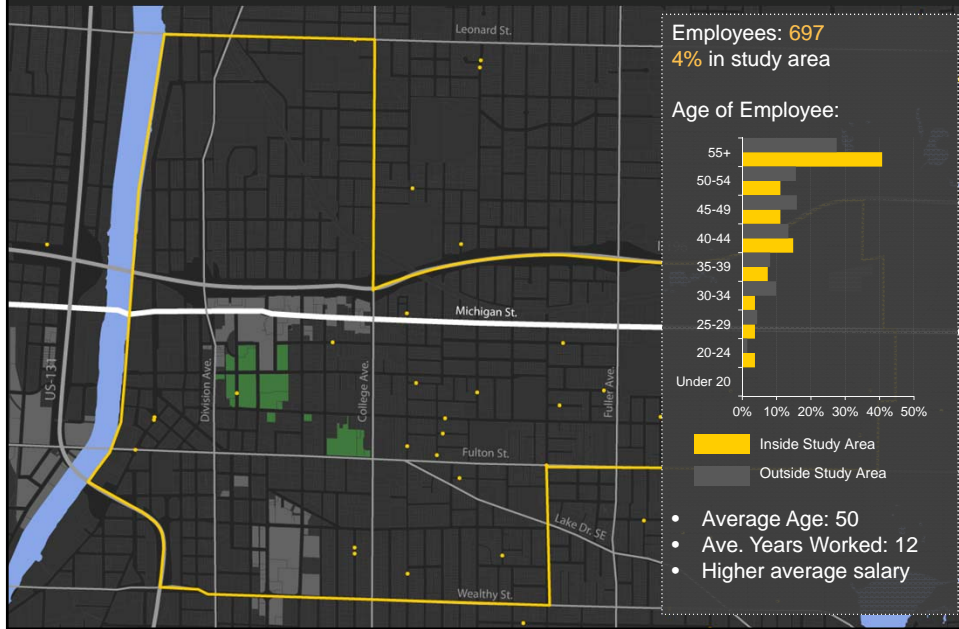 Leonard St.
Michigan St.
US-131
Division Ave.
College Ave.
Fuller Ave.
Fulton St.
Lake Dr. SE
Wealthy St.
Employees: 697
4% in study area
Age of Employee:
55+
50-54
45-49
40-44
35-39
30-34
25-29
20-24
Under 20
0% 10% 20% 30% 40% 50%
Inside Study Area
Outside Study Area
• Average Age: 50
• Ave. Years Worked: 12
• Higher average salary